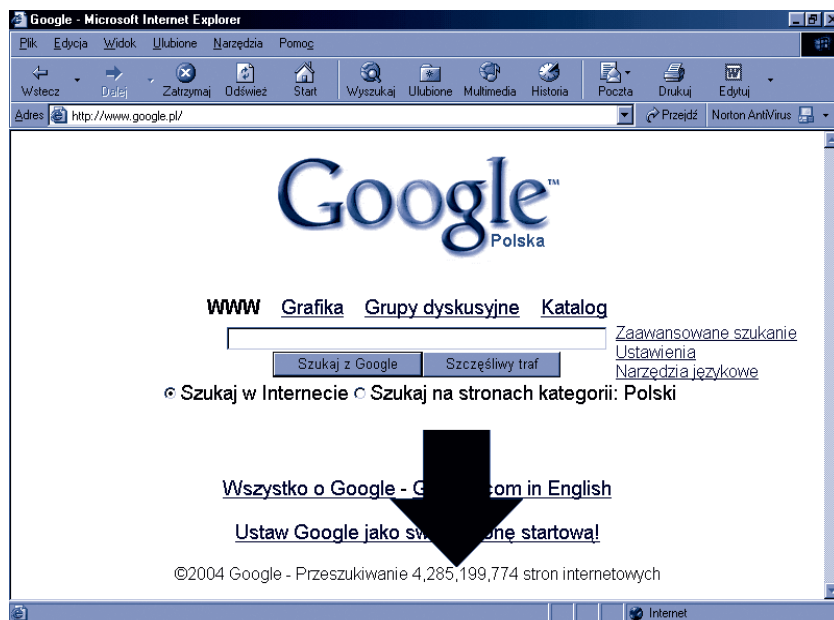 Google - Microsoft Internet Explorer
Plik Edycja Widok Ulubione Narzędzia Pomoc
Wstecz Dalej Zatrzymaj Odśwież Start Wyszukaj Ulubione Multimedia Historia Poczta Drukuj Edytuj
Adres http://www.google.pl/ Przejdź Norton AntiVirus
Google™
Polska
WWW Grafika Grupy dyskusyjne Katalog
Zaawansowane szukanie
Ustawienia
Narzędzia językowe
Szukaj z Google Szczęśliwy traf
Szukaj w Internecie Szukaj na stronach kategorii: Polski
Wszystko o Google - com in English
Ustaw Google jako startową!
©2004 Google - Przeszukiwanie 4,285,199,774 stron internetowych
Internet